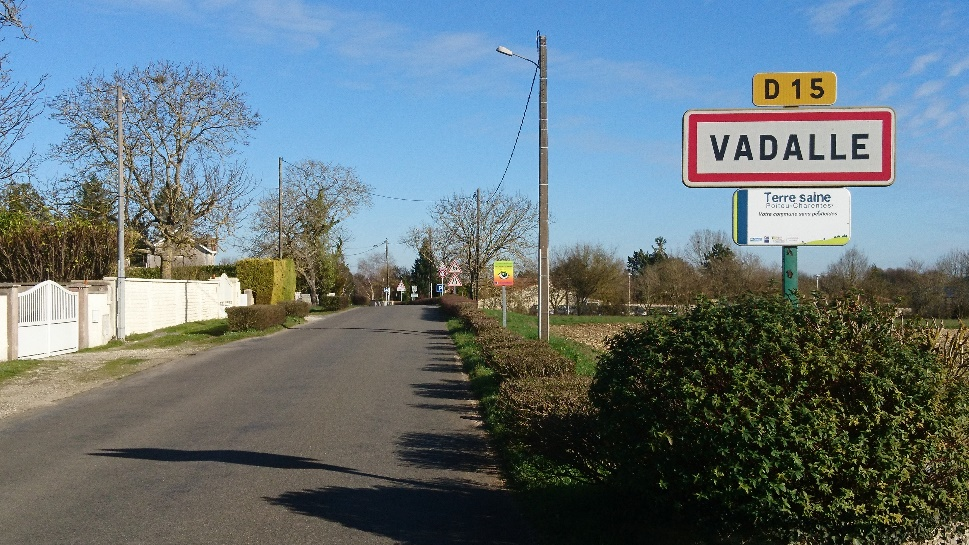 D 15
VADALLE
Terre saine
Poitou-Charentes
Votre commune sans pesticides